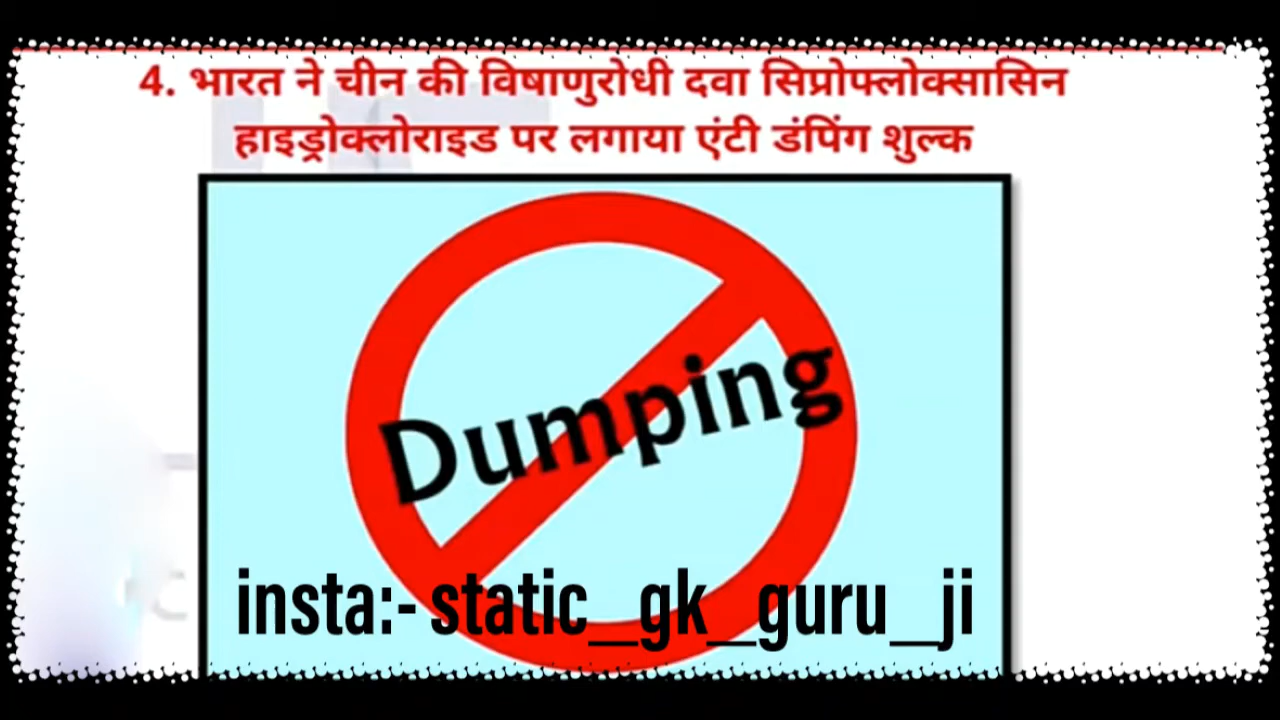 4. भारत ने चीन की विषाणुरोधी दवा सिप्रोफ्लोक्सासिन
हाइड्रोक्लोराइड पर लगाया एंटी डंपिंग शुल्क
Dumping
insta:- static_gk_guru_ji